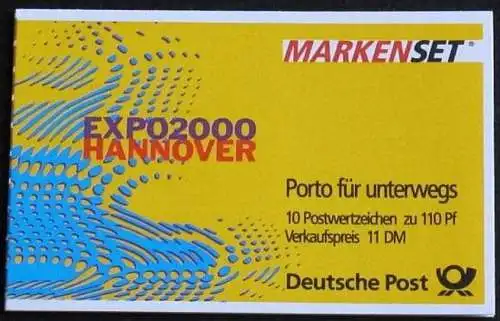 MARKENSET®
EXPO2000
HANNOVER
Porto für unterwegs
10 Postwertzeichen zu 110 Pf
Verkaufspreis 11 DM
Deutsche Post